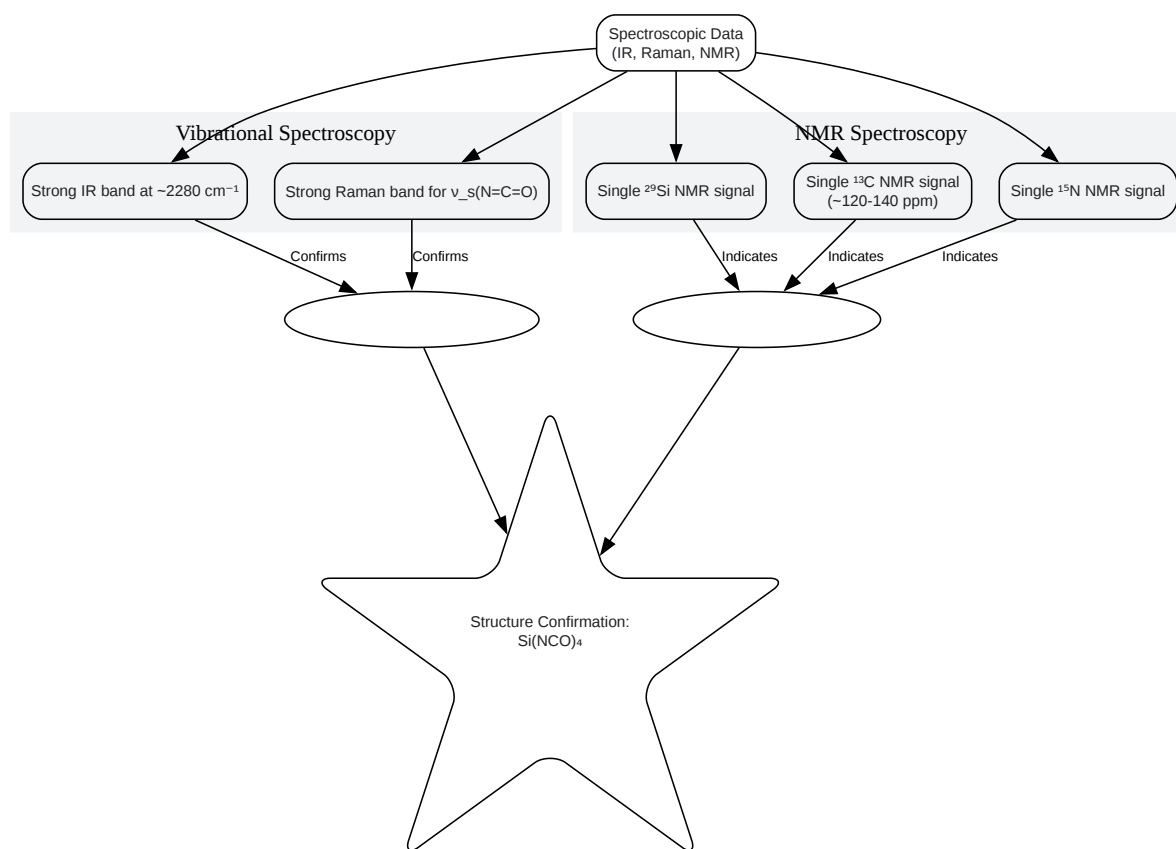 Spectroscopic Data
(IR, Raman, NMR)
Vibrational Spectroscopy
NMR Spectroscopy
Strong IR band at ~2280 cm⁻¹
Strong Raman band for ν_s(N=C=O)
Single ²⁹Si NMR signal
Single ¹³C NMR signal
(~120-140 ppm)
Single ¹⁵N NMR signal
Confirms
Confirms
Indicates
Indicates
Indicates
Structure Confirmation:
Si(NCO)₄